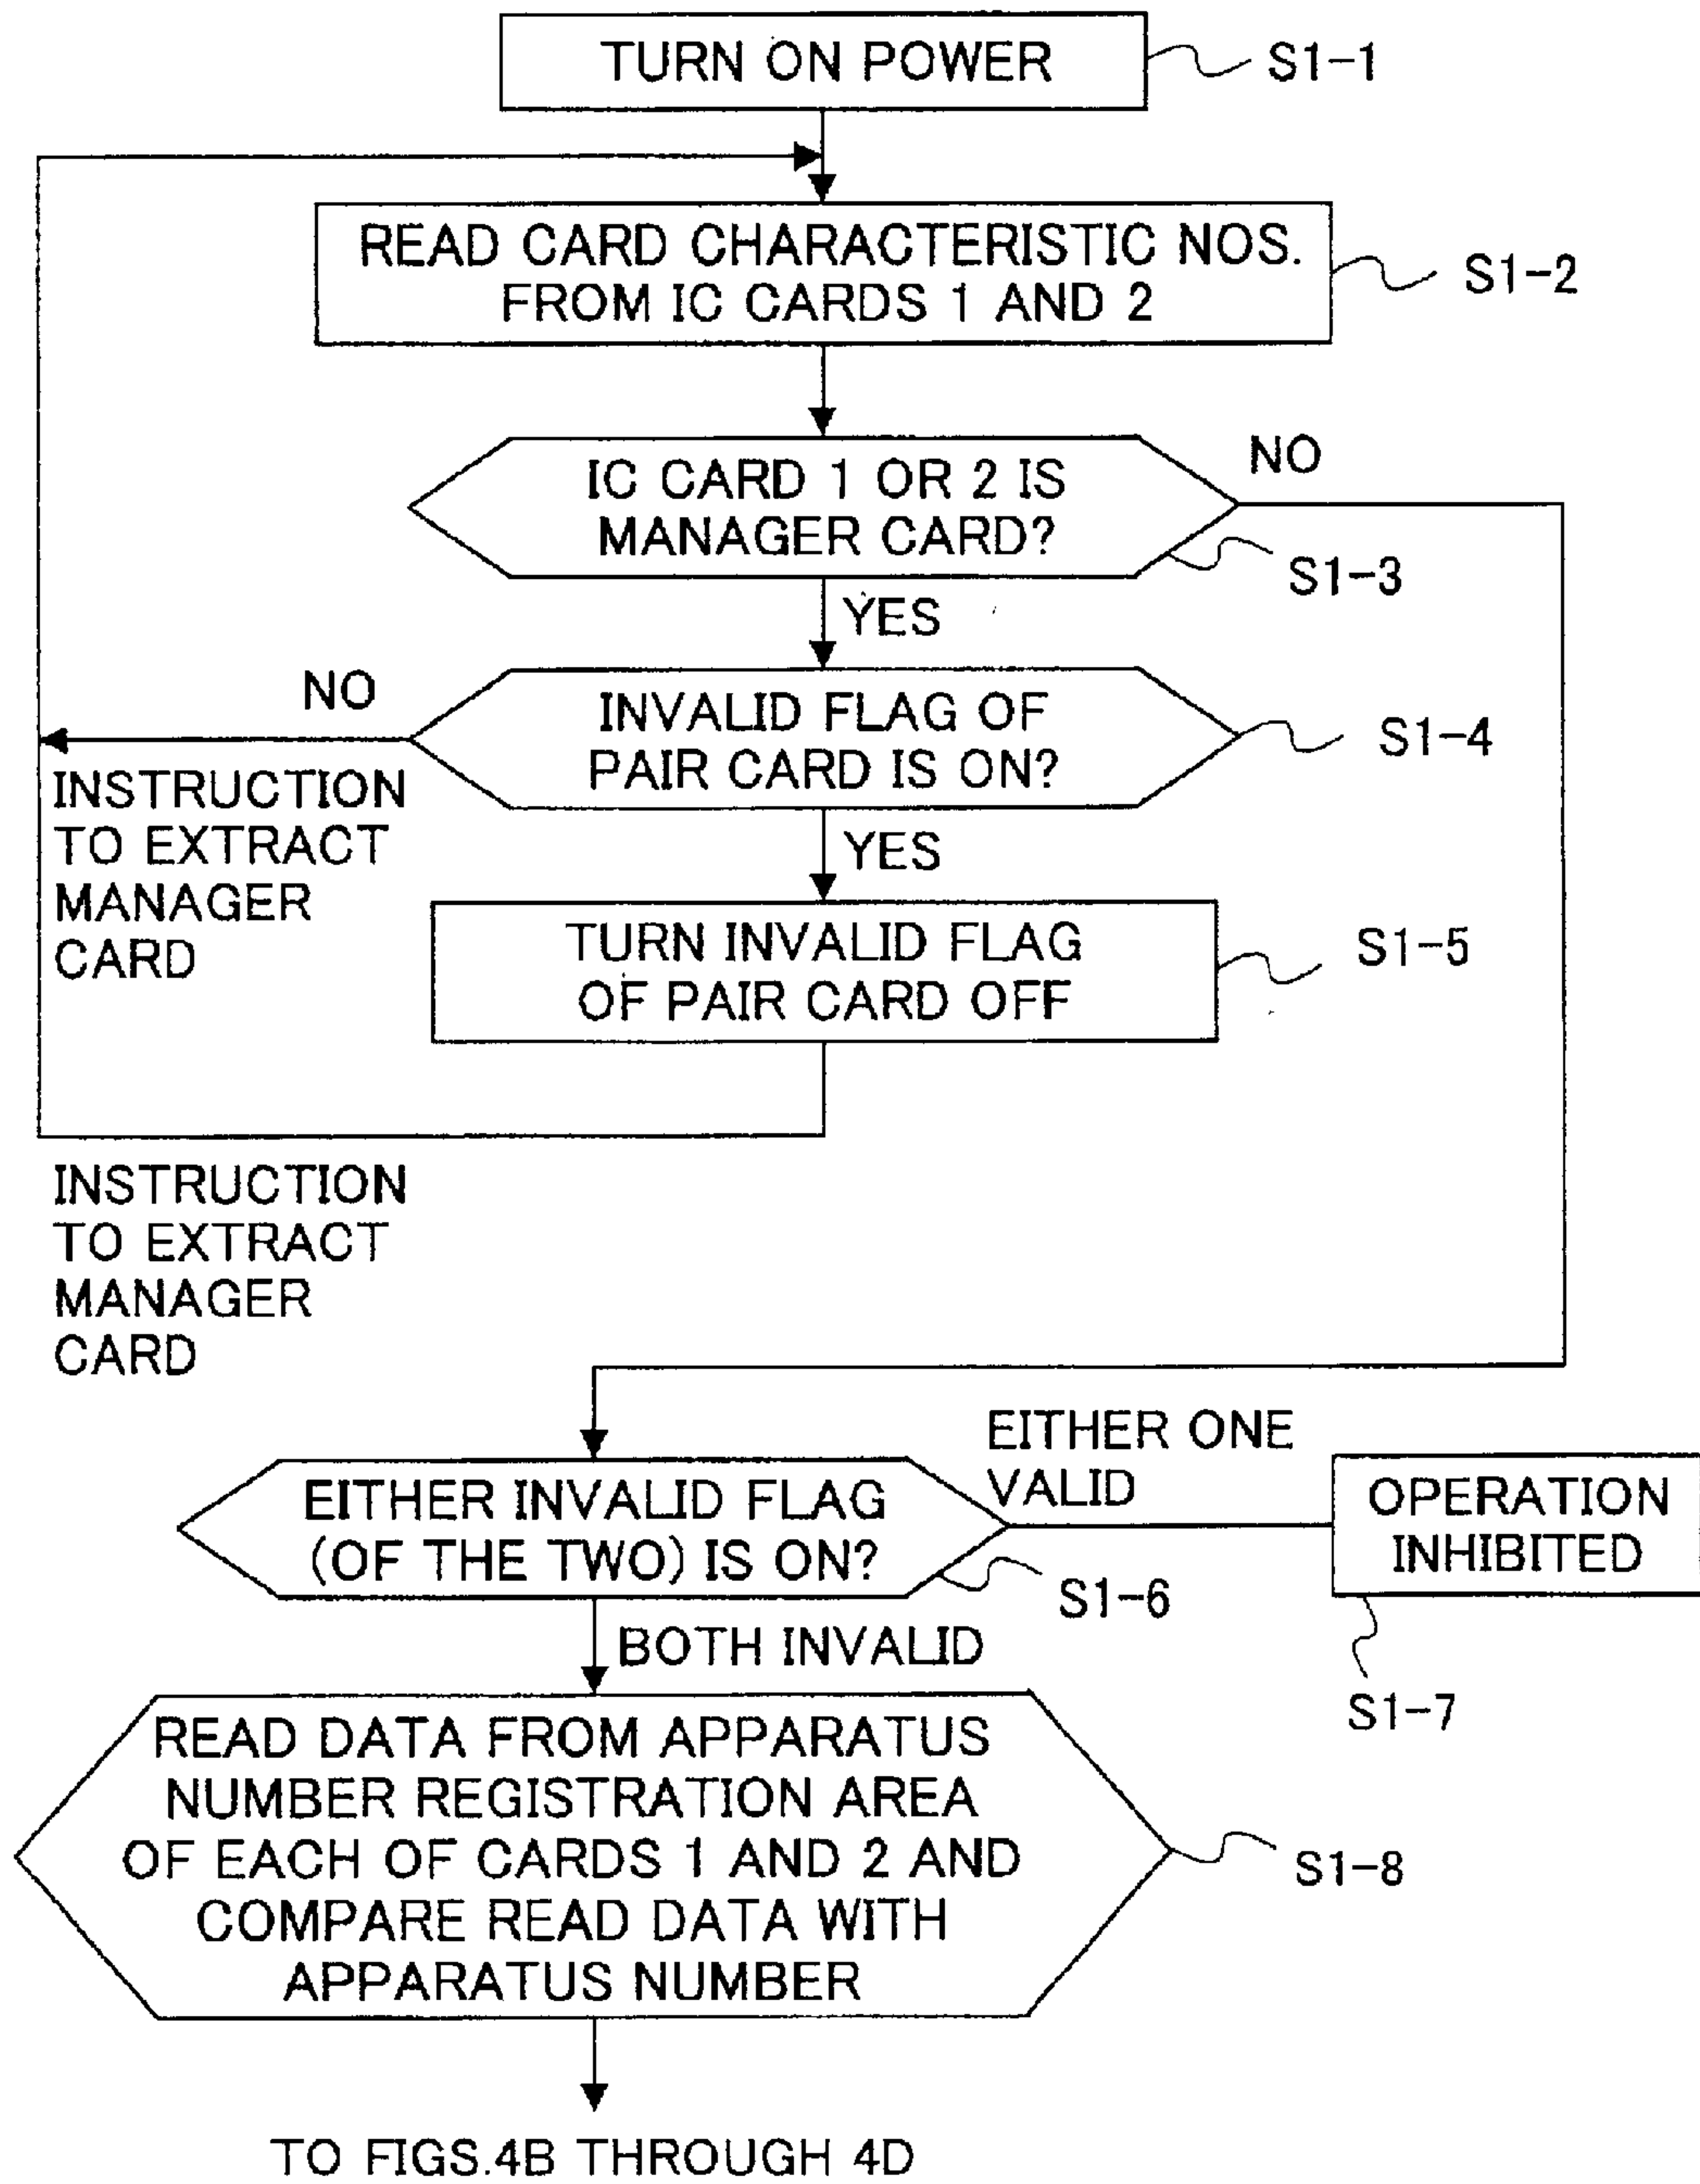 TURN ON POWER
S1-1
READ CARD CHARACTERISTIC NOS.
FROM IC CARDS 1 AND 2
S1-2
IC CARD 1 OR 2 IS
MANAGER CARD?
NO
S1-3
YES
INVALID FLAG OF
PAIR CARD IS ON?
NO
S1-4
INSTRUCTION
TO EXTRACT
MANAGER
CARD
YES
TURN INVALID FLAG
OF PAIR CARD OFF
S1-5
INSTRUCTION
TO EXTRACT
MANAGER
CARD
EITHER INVALID FLAG
(OF THE TWO) IS ON?
EITHER ONE
VALID
S1-6
OPERATION
INHIBITED
S1-7
BOTH INVALID
READ DATA FROM APPARATUS
NUMBER REGISTRATION AREA
OF EACH OF CARDS 1 AND 2 AND
COMPARE READ DATA WITH
APPARATUS NUMBER
S1-8
TO FIGS.4B THROUGH 4D